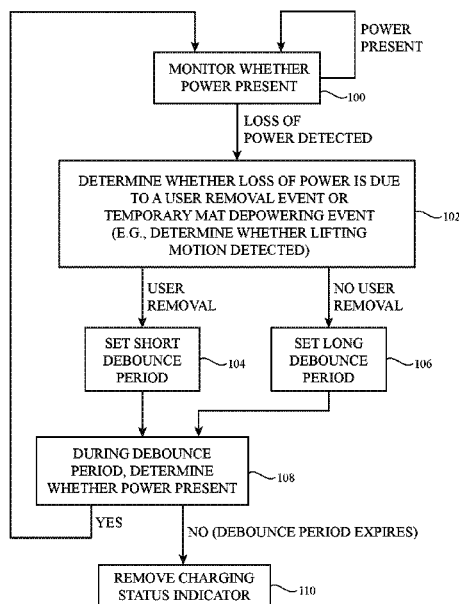 POWER
PRESENT
MONITOR WHETHER
POWER PRESENT
100
LOSS OF
POWER DETECTED
DETERMINE WHETHER LOSS OF POWER IS DUE
TO A USER REMOVAL EVENT OR
TEMPORARY MAT DEPOWERING EVENT
(E.G., DETERMINE WHETHER LIFTING
MOTION DETECTED)
102
USER
REMOVAL
NO USER
REMOVAL
SET SHORT
DEBOUNCE
PERIOD
104
SET LONG
DEBOUNCE
PERIOD
106
DURING DEBOUNCE
PERIOD, DETERMINE
WHETHER POWER PRESENT
108
YES
NO (DEBOUNCE PERIOD EXPIRES)
REMOVE CHARGING
STATUS INDICATOR
110